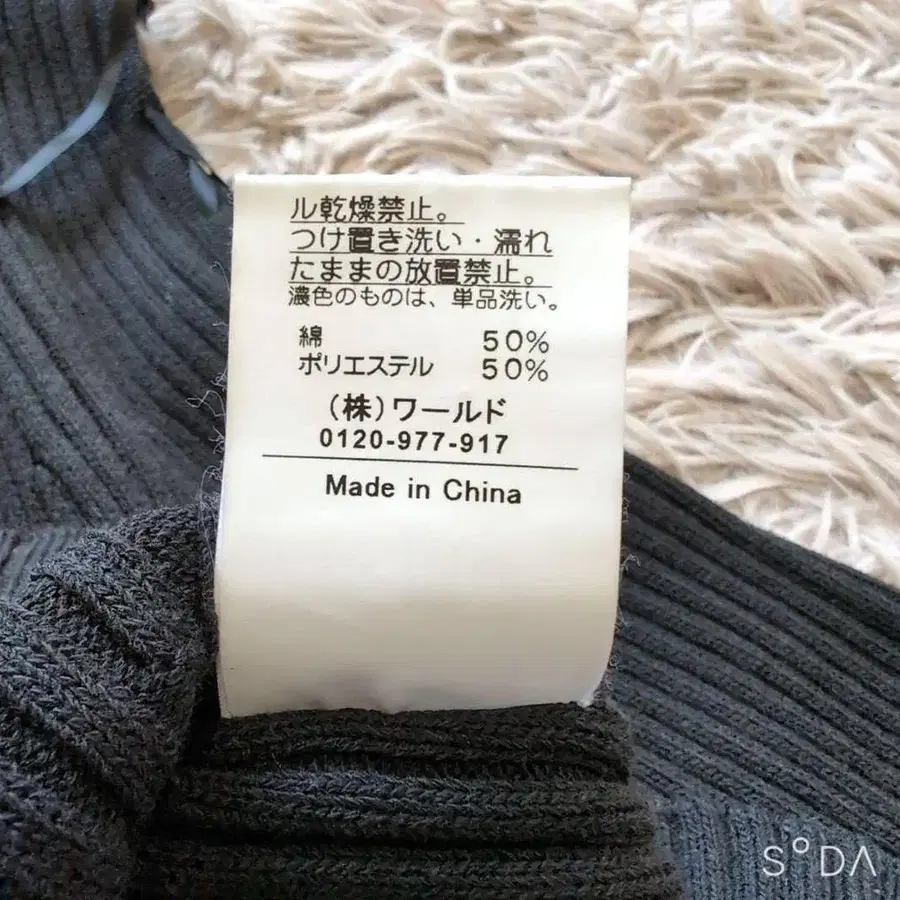 ル乾燥禁止。
つけ置き洗い・濡れ
たままの放置禁止。
濃色のものは、単品洗い。
綿 50%
ポリエステル 50%
(株)ワールド
0120-977-917
Made in China
S°DA